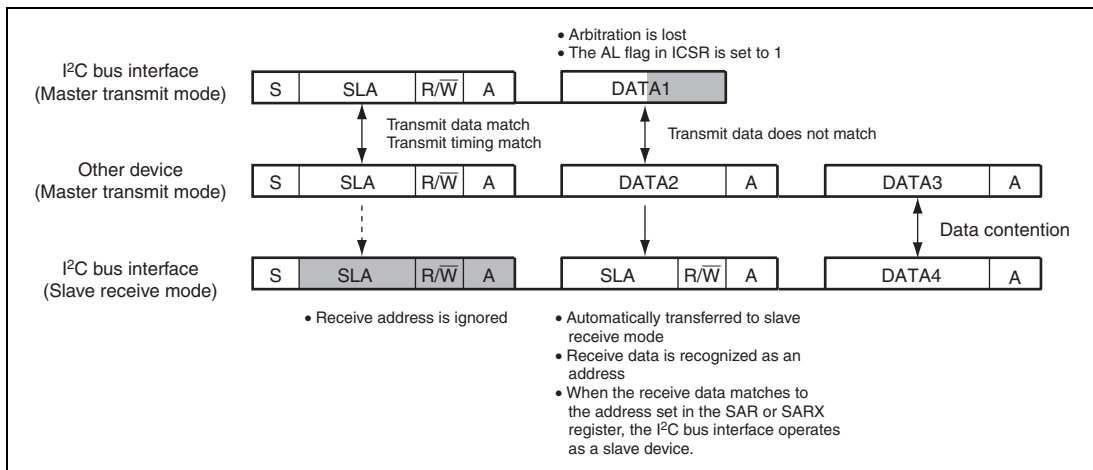 • Arbitration is lost
• The AL flag in ICSR is set to 1
I²C bus interface
(Master transmit mode)
S SLA R/W̅ A DATA1
Transmit data match
Transmit timing match
Transmit data does not match
Other device
(Master transmit mode)
S SLA R/W̅ A DATA2 A DATA3 A
Data contention
I²C bus interface
(Slave receive mode)
S SLA R/W̅ A SLA R/W̅ A DATA4 A
• Receive address is ignored
• Automatically transferred to slave
receive mode
• Receive data is recognized as an
address
• When the receive data matches to
the address set in the SAR or SARX
register, the I²C bus interface operates
as a slave device.